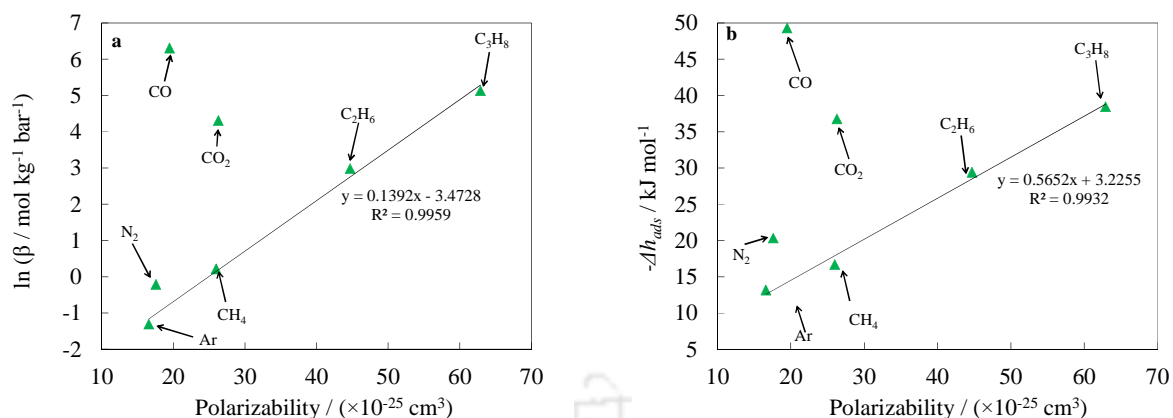 a
7
6
5
4
3
2
1
0
-1
-2
ln (β / mol kg⁻¹ bar⁻¹)
CO
CO₂
N₂
Ar
CH₄
C₂H₆
C₃H₈
y = 0.1392x - 3.4728
R² = 0.9959
10 20 30 40 50 60 70
Polarizability / (×10⁻²⁵ cm³)
b
50
45
40
35
30
25
20
15
10
5
-Δh_ads / kJ mol⁻¹
CO
CO₂
N₂
Ar
CH₄
C₂H₆
C₃H₈
y = 0.5652x + 3.2255
R² = 0.9932
10 20 30 40 50 60 70
Polarizability / (×10⁻²⁵ cm³)